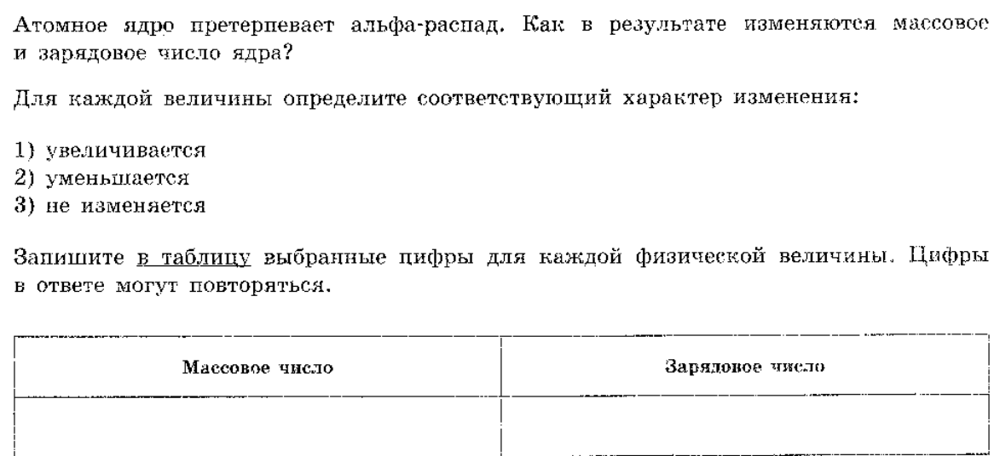 Атомное ядро претерпевает альфа-распад. Как в результате изменяются массовое
и зарядовое число ядра?
Для каждой величины определите соответствующий характер изменения:
1) увеличивается
2) уменьшается
3) не изменяется
Запишите в таблицу выбранные цифры для каждой физической величины. Цифры
в ответе могут повторяться.
Массовое число
Зарядовое число